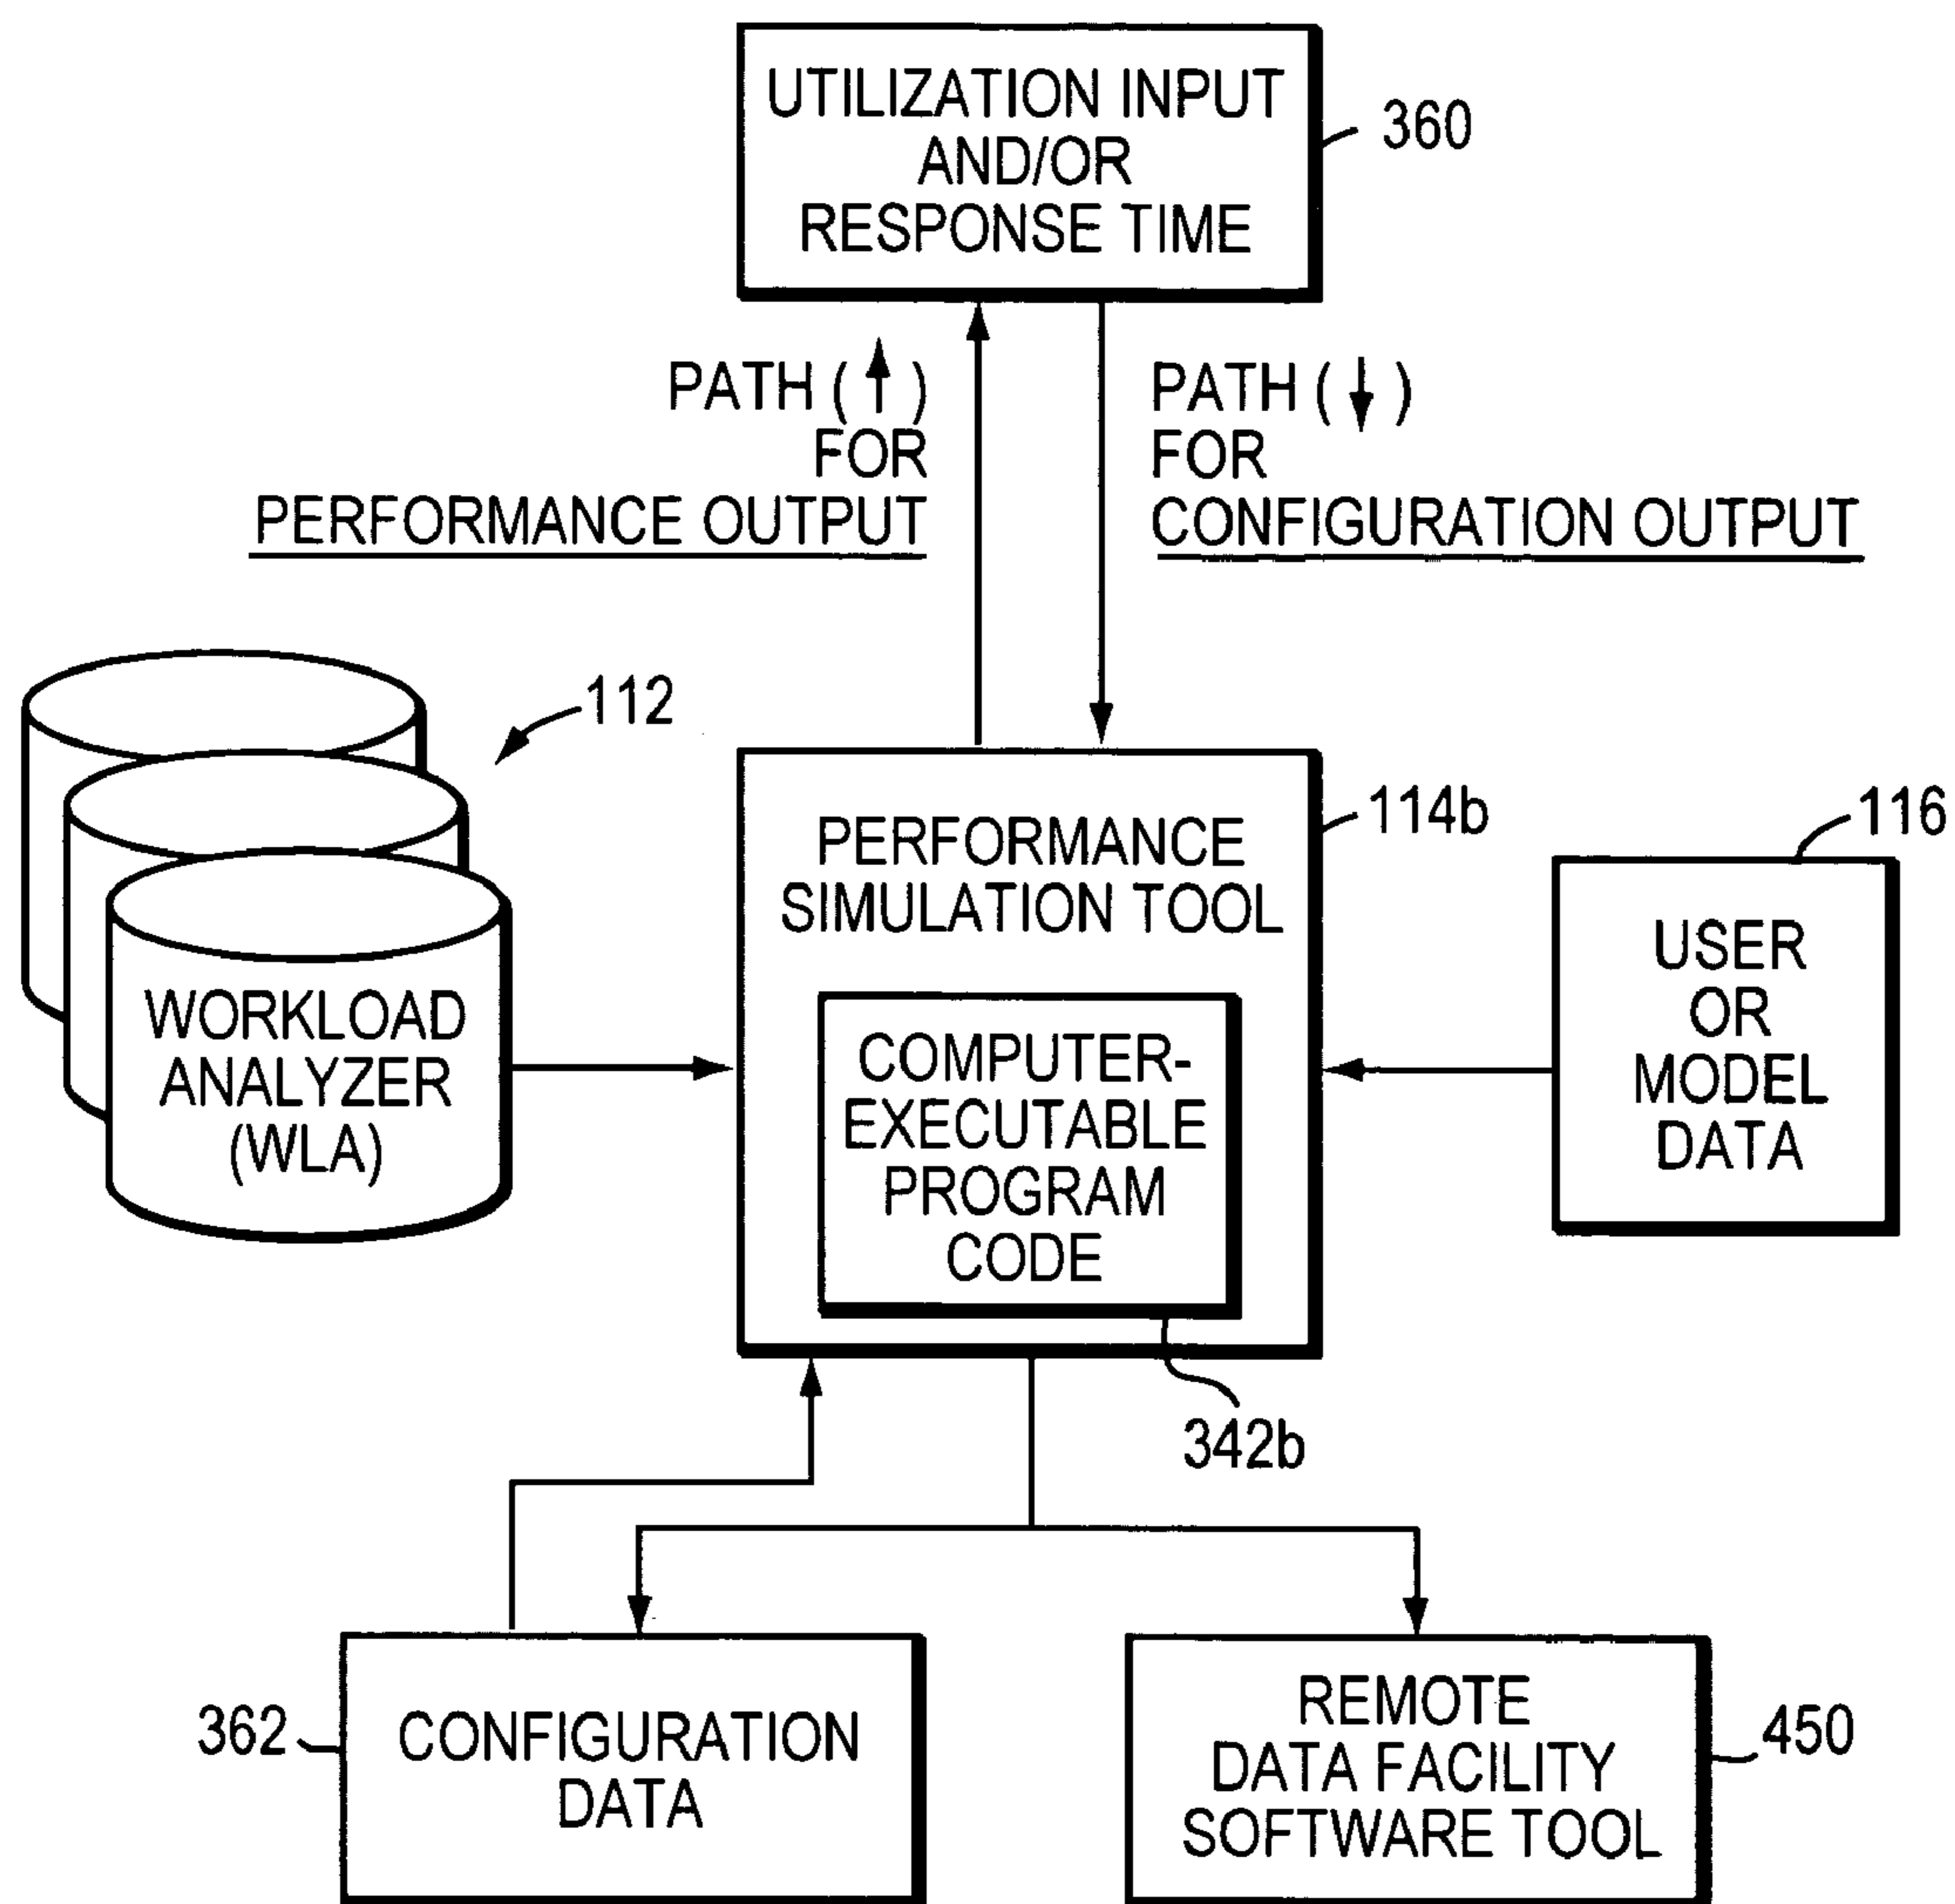 UTILIZATION INPUT
AND/OR
RESPONSE TIME
360
PATH (↑)
FOR
PERFORMANCE OUTPUT
PATH (↓)
FOR
CONFIGURATION OUTPUT
112
WORKLOAD
ANALYZER
(WLA)
PERFORMANCE
SIMULATION TOOL
114b
COMPUTER-
EXECUTABLE
PROGRAM
CODE
342b
116
USER
OR
MODEL
DATA
362
CONFIGURATION
DATA
REMOTE
DATA FACILITY
SOFTWARE TOOL
450